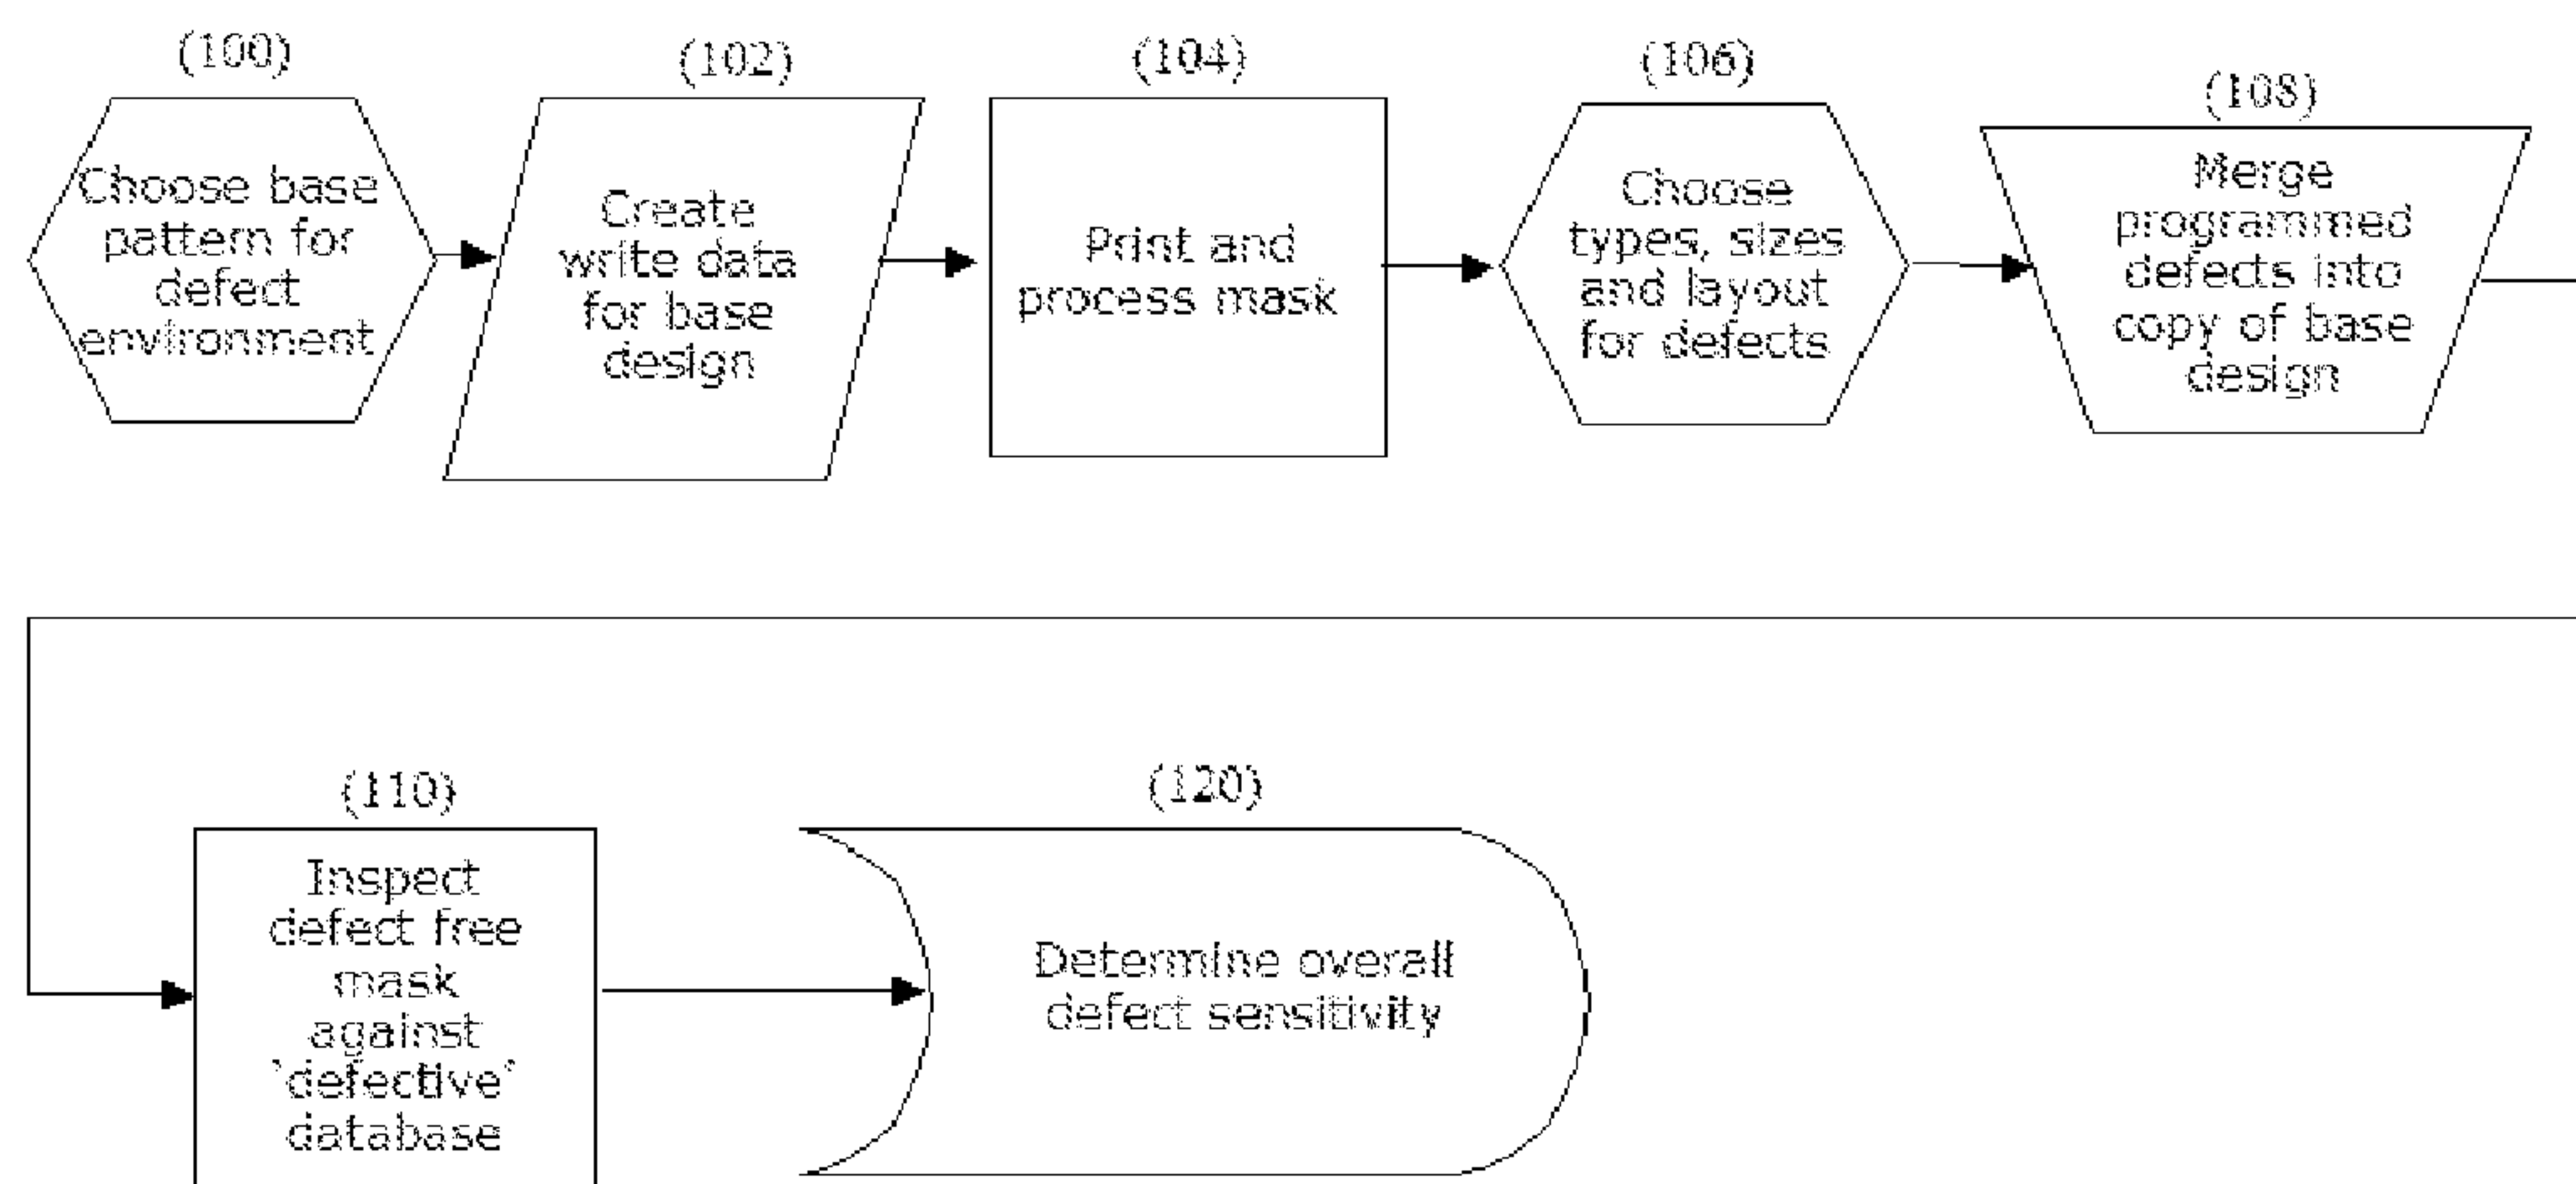 (100)
Choose base
pattern for
defect
environment
(102)
Create
write data
for base
design
(104)
Print and
process mask
(106)
Choose
types, sizes
and layout
for defects
(108)
Merge
programmed
defects into
copy of base
design
(110)
Inspect
defect free
mask
against
‘defective’
database
(120)
Determine overall
defect sensitivity